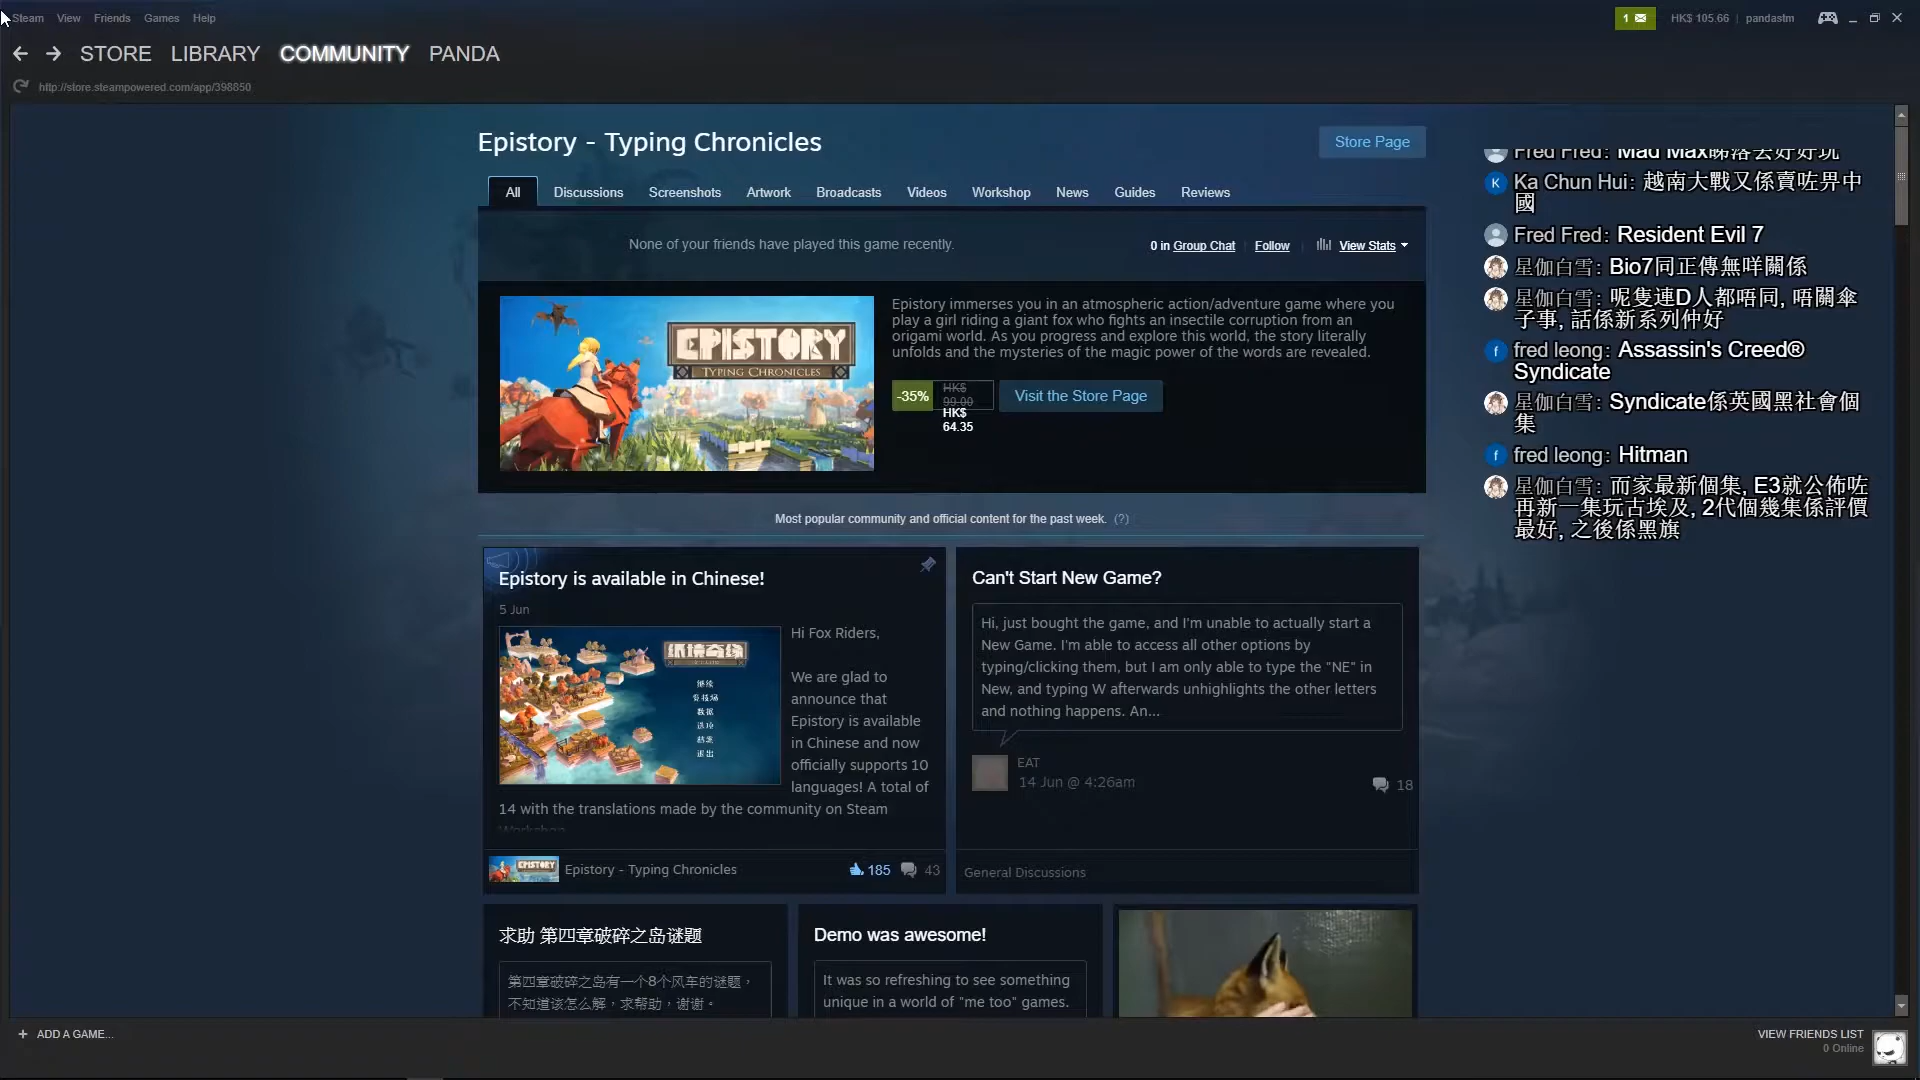 Steam View Friends Games Help
1 HK$ 105.66 | pandastm
STORE LIBRARY COMMUNITY PANDA
http://store.steampowered.com/app/398850
Epistory - Typing Chronicles
Store Page
All Discussions Screenshots Artwork Broadcasts Videos Workshop News Guides Reviews
None of your friends have played this game recently.
0 in Group Chat Follow View Stats
EPISTORY
TYPING CHRONICLES
Epistory immerses you in an atmospheric action/adventure game where you
play a girl riding a giant fox who fights an insectile corruption from an
origami world. As you progress and explore this world, the story literally
unfolds and the mysteries of the magic power of the words are revealed.
-35%
HK$
99.00
HK$
64.35
Visit the Store Page
Most popular community and official content for the past week. (?)
Epistory is available in Chinese!
5 Jun
Hi Fox Riders,
We are glad to
announce that
Epistory is available
in Chinese and now
officially supports 10
languages! A total of
14 with the translations made by the community on Steam
Workshop
EPISTORY
Epistory - Typing Chronicles
185 43
Can't Start New Game?
Hi, just bought the game, and I'm unable to actually start a
New Game. I'm able to access all other options by
typing/clicking them, but I am only able to type the "NE" in
New, and typing W afterwards unhighlights the other letters
and nothing happens. An...
EAT
14 Jun @ 4:26am
18
General Discussions
求助 第四章破碎之岛谜题
第四章破碎之岛有一个8个风车的谜题，
不知道该怎么解，求帮助，谢谢。
Demo was awesome!
It was so refreshing to see something
unique in a world of "me too" games.
Fred Fred: Mad Max睇落去好好玩
K Ka Chun Hui: 越南大戰又係賣咗畀中
國
Fred Fred: Resident Evil 7
星伽白雪: Bio7同正傳無咩關係
星伽白雪: 呢隻連D人都唔同, 唔關傘
子事, 話係新系列仲好
f fred leong: Assassin's Creed®
Syndicate
星伽白雪: Syndicate係英國黑社會個
集
f fred leong: Hitman
星伽白雪: 而家最新個集, E3就公佈咗
再新一集玩古埃及, 2代個幾集係評價
最好, 之後係黑旗
+ ADD A GAME...
VIEW FRIENDS LIST
0 Online